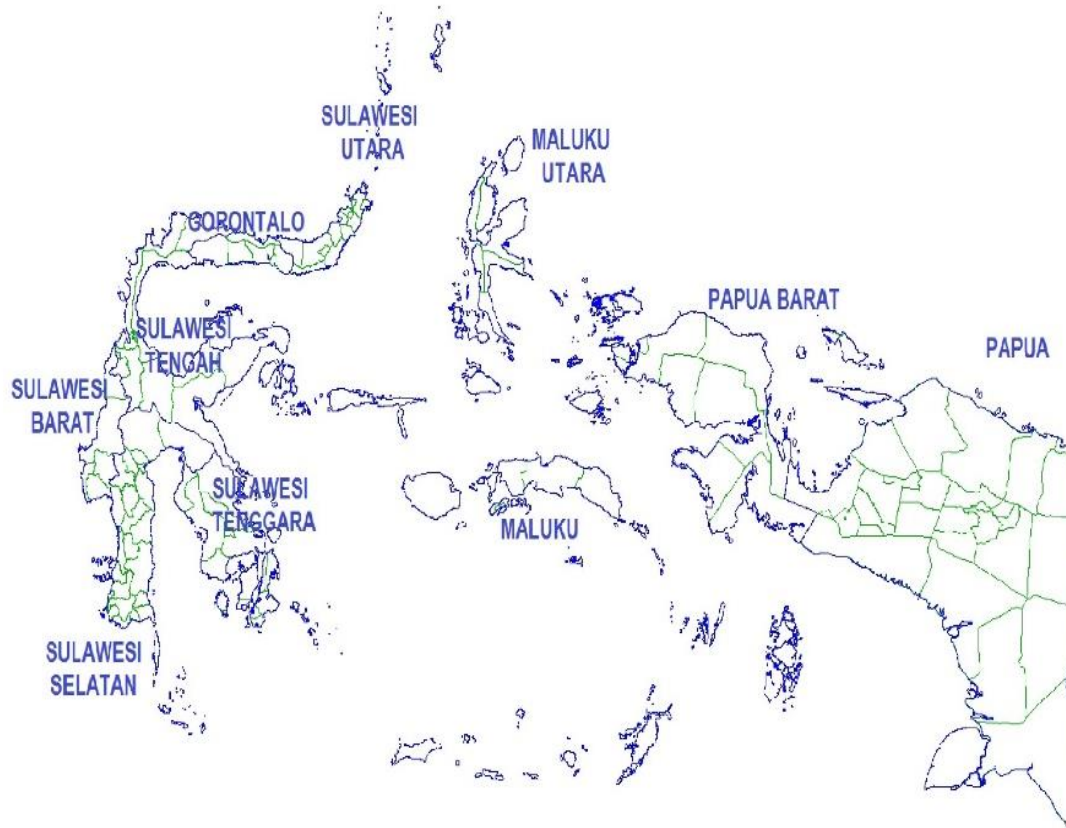 SULAWESI
UTARA
MALUKU
UTARA
GORONTALO
PAPUA BARAT
SULAWESI
TENGAH
PAPUA
SULAWESI
BARAT
SULAWESI
TENGGARA
MALUKU
SULAWESI
SELATAN